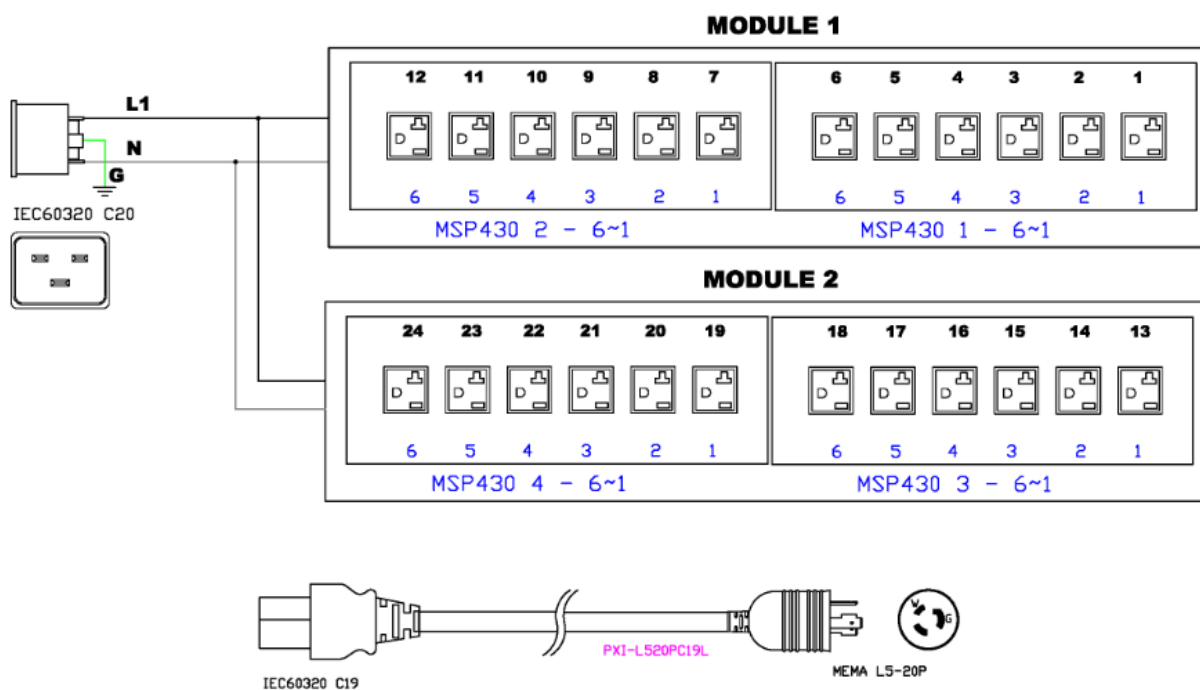 MODULE 1
12 11 10 9 8 7 6 5 4 3 2 1
L1
N
G
6 5 4 3 2 1 6 5 4 3 2 1
IEC60320 C20
MSP430 2 - 6~1 MSP430 1 - 6~1
MODULE 2
24 23 22 21 20 19 18 17 16 15 14 13
6 5 4 3 2 1 6 5 4 3 2 1
MSP430 4 - 6~1 MSP430 3 - 6~1
W
G
PXI-L520PC19L
MEMA L5-20P
IEC60320 C19